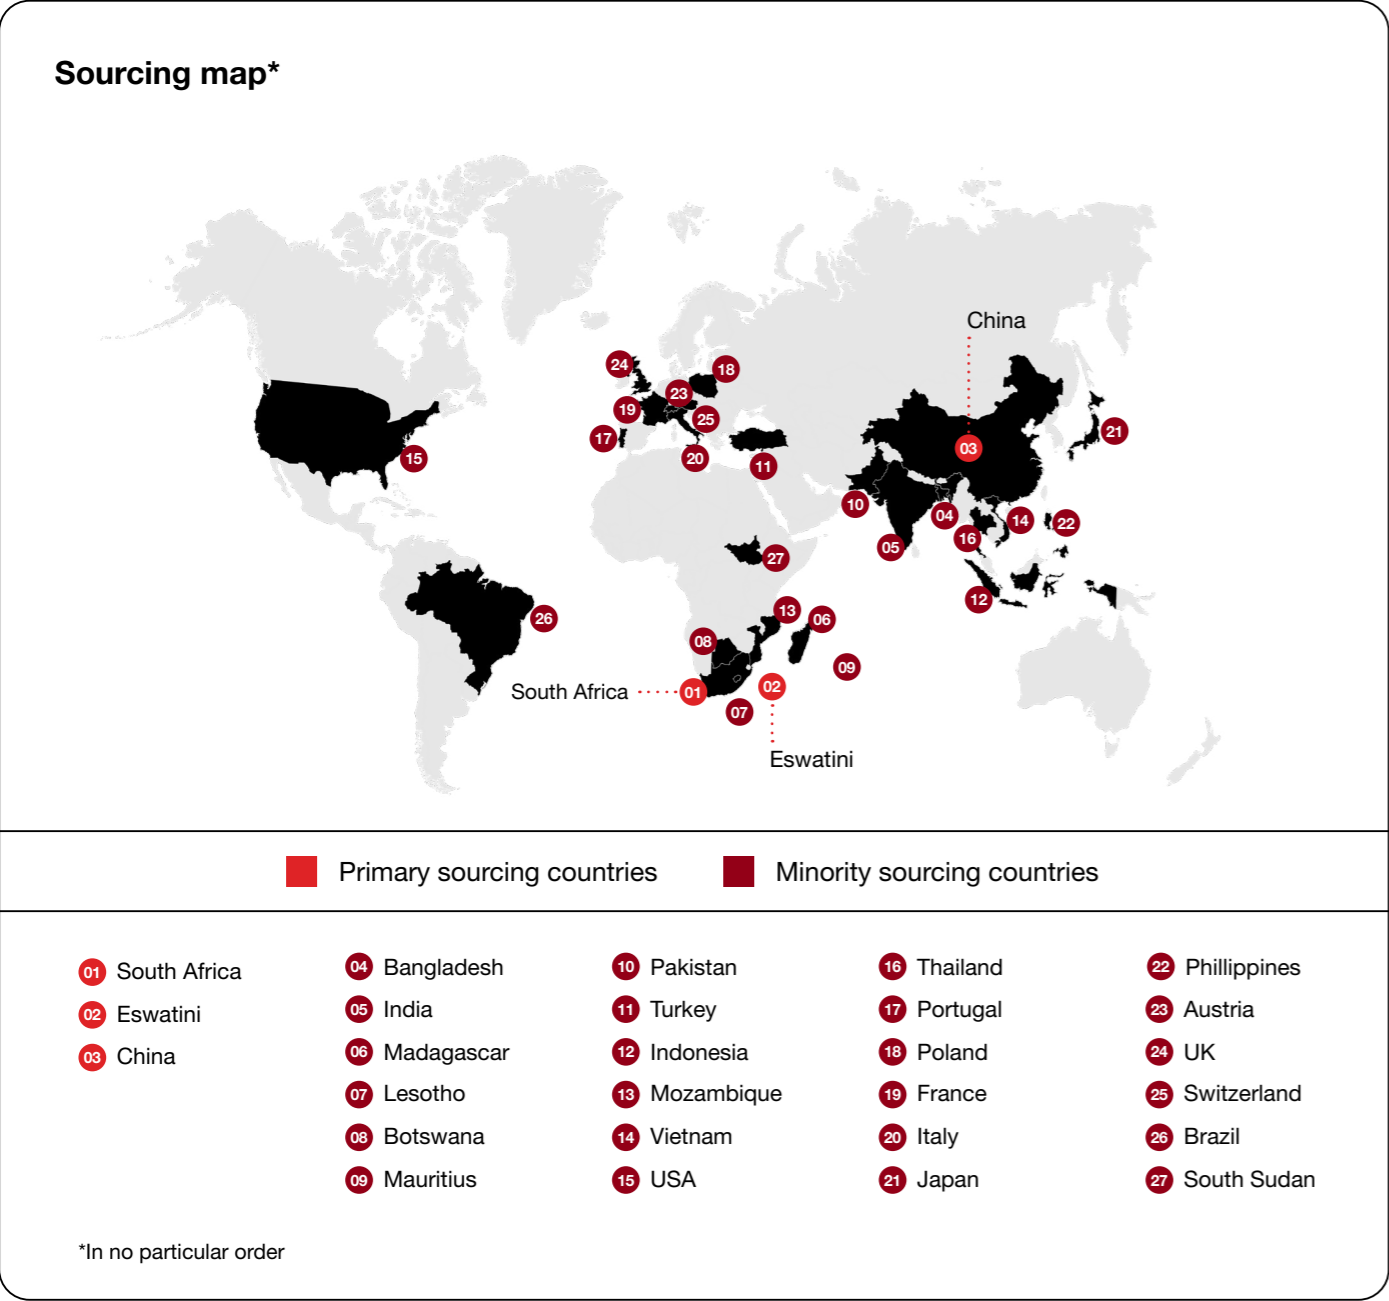 Sourcing map*
China
24
18
23
19
25
17
20
11
15
03
21
10
04
14
22
16
05
27
12
26
13
06
08
09
South Africa
01
02
07
Eswatini
Primary sourcing countries
Minority sourcing countries
01 South Africa
02 Eswatini
03 China
04 Bangladesh
05 India
06 Madagascar
07 Lesotho
08 Botswana
09 Mauritius
10 Pakistan
11 Turkey
12 Indonesia
13 Mozambique
14 Vietnam
15 USA
16 Thailand
17 Portugal
18 Poland
19 France
20 Italy
21 Japan
22 Phillippines
23 Austria
24 UK
25 Switzerland
26 Brazil
27 South Sudan
*In no particular order